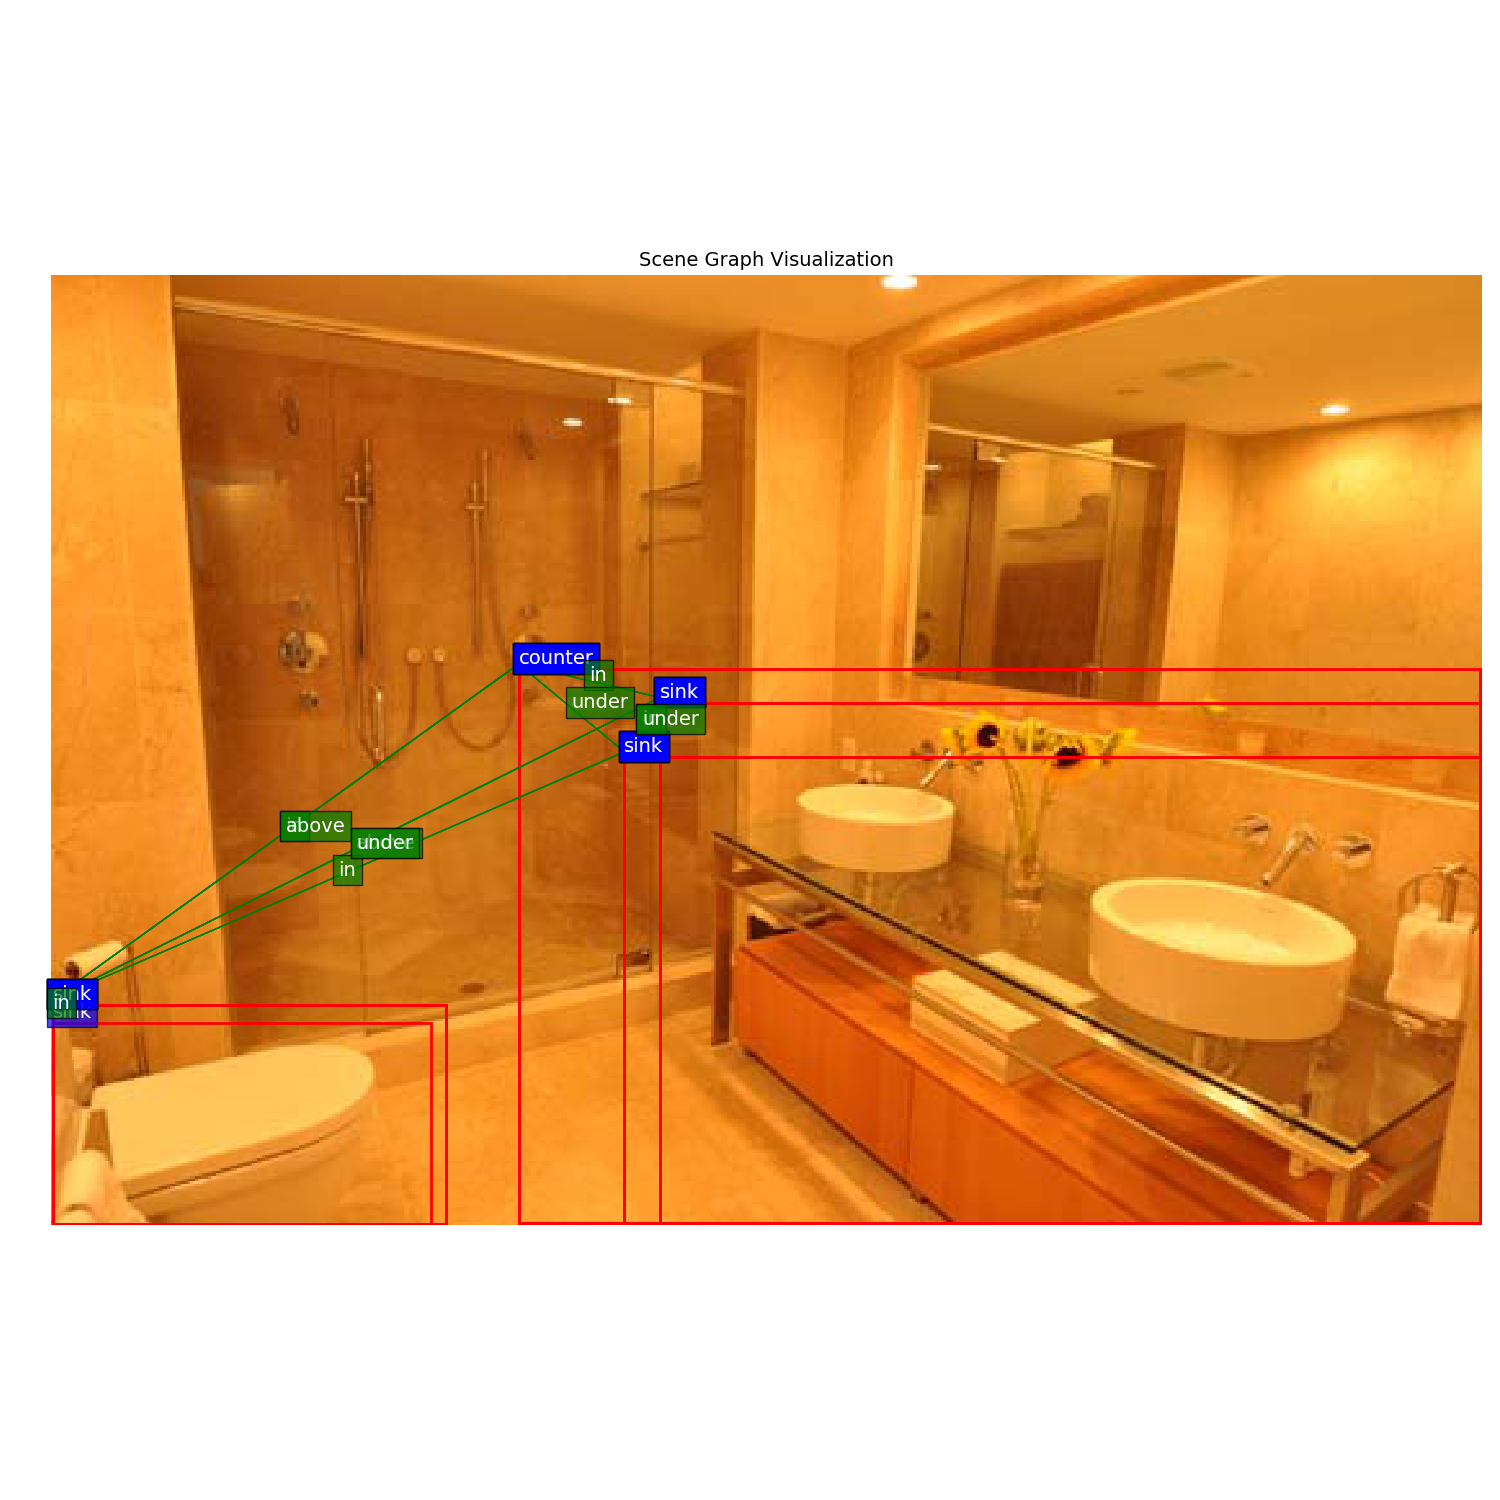 Scene Graph Visualization
counter
in
sink
under
under
sink
above
under
in
sink
in
sink